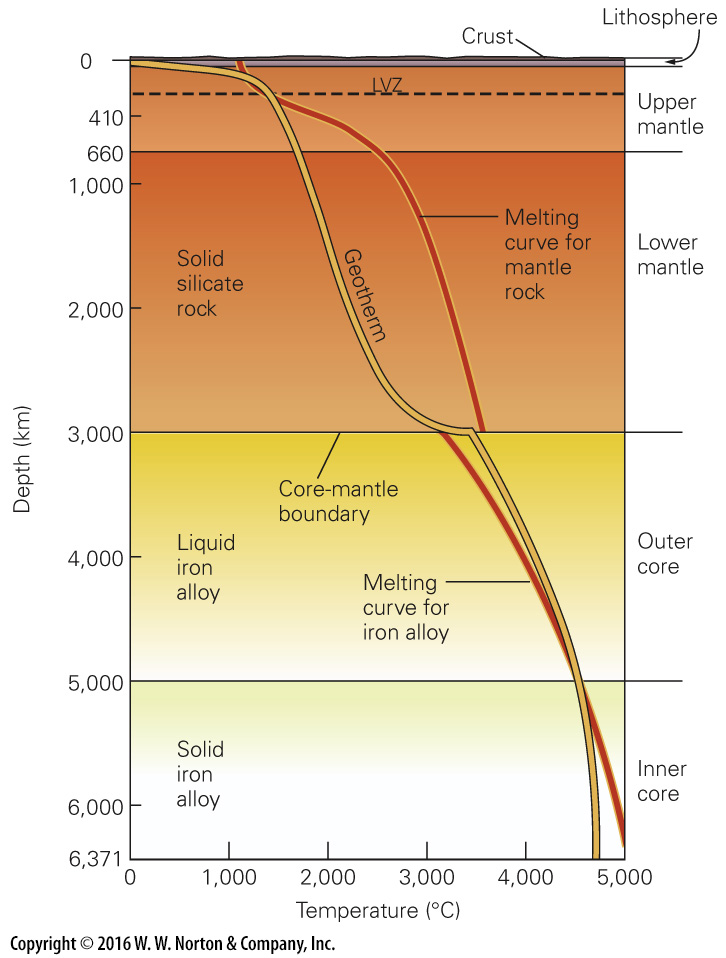 Lithosphere
Crust
0
LVZ
410
Upper
mantle
660
1,000
Melting
curve for
mantle
rock
Lower
mantle
Solid
silicate
rock
Geotherm
2,000
Depth (km)
3,000
Core-mantle
boundary
Liquid
iron
alloy
Outer
core
4,000
Melting
curve for
iron alloy
5,000
Solid
iron
alloy
Inner
core
6,000
6,371
0 1,000 2,000 3,000 4,000 5,000
Temperature (°C)
Copyright © 2016 W. W. Norton & Company, Inc.